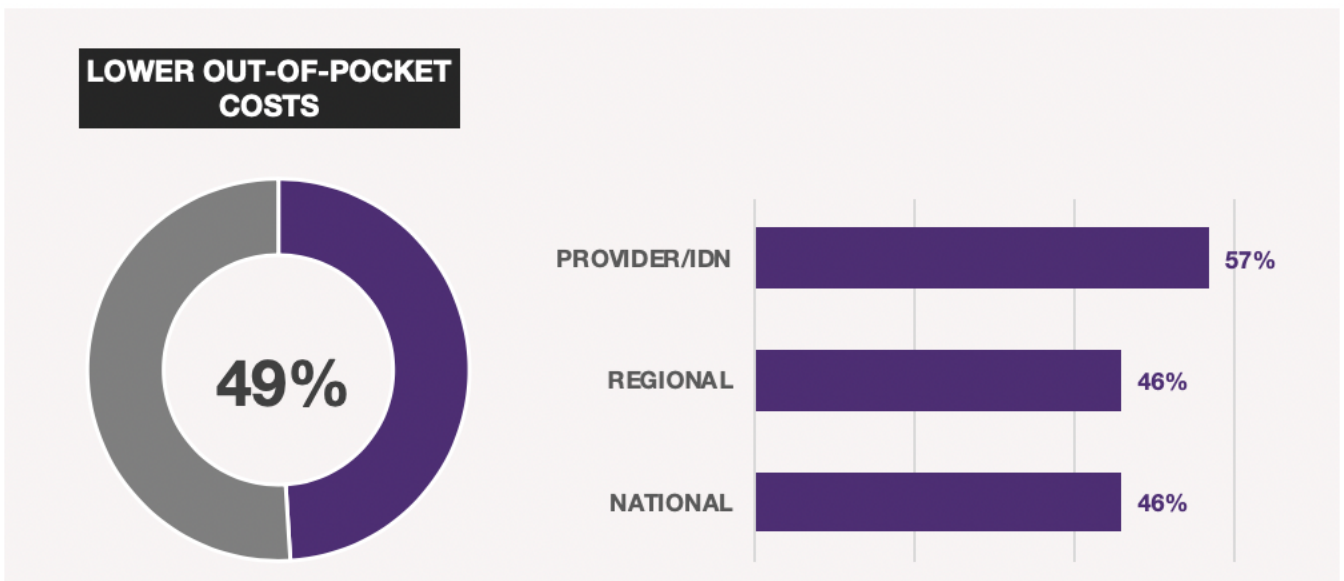 LOWER OUT-OF-POCKET
COSTS
49%
PROVIDER/IDN
57%
REGIONAL
46%
NATIONAL
46%